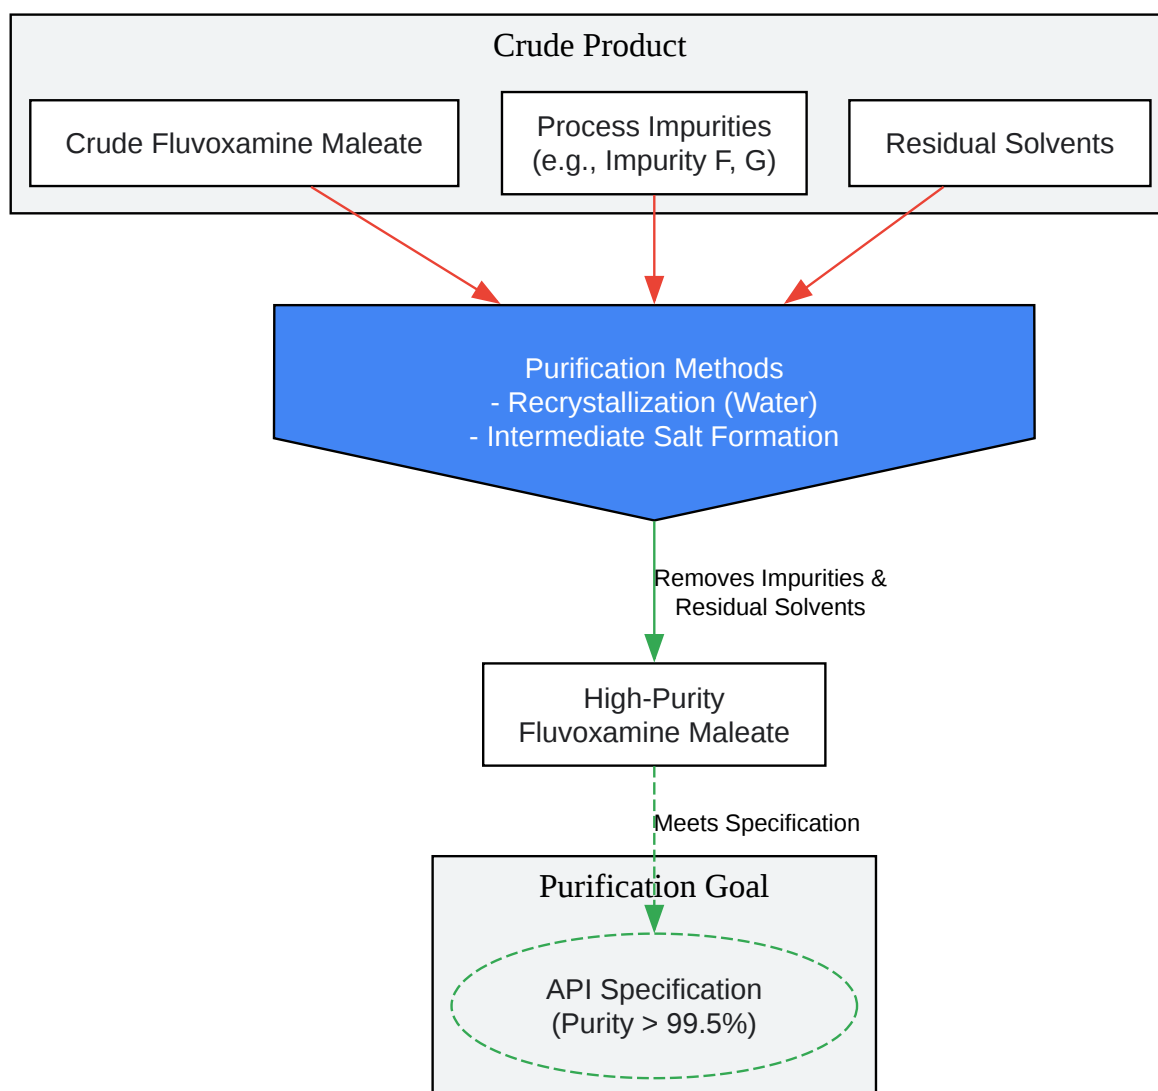 Crude Product
Crude Fluvoxamine Maleate
Process Impurities
(e.g., Impurity F, G)
Residual Solvents
Purification Methods
- Recrystallization (Water)
- Intermediate Salt Formation
Removes Impurities &
Residual Solvents
High-Purity
Fluvoxamine Maleate
Meets Specification
Purification Goal
API Specification
(Purity > 99.5%)